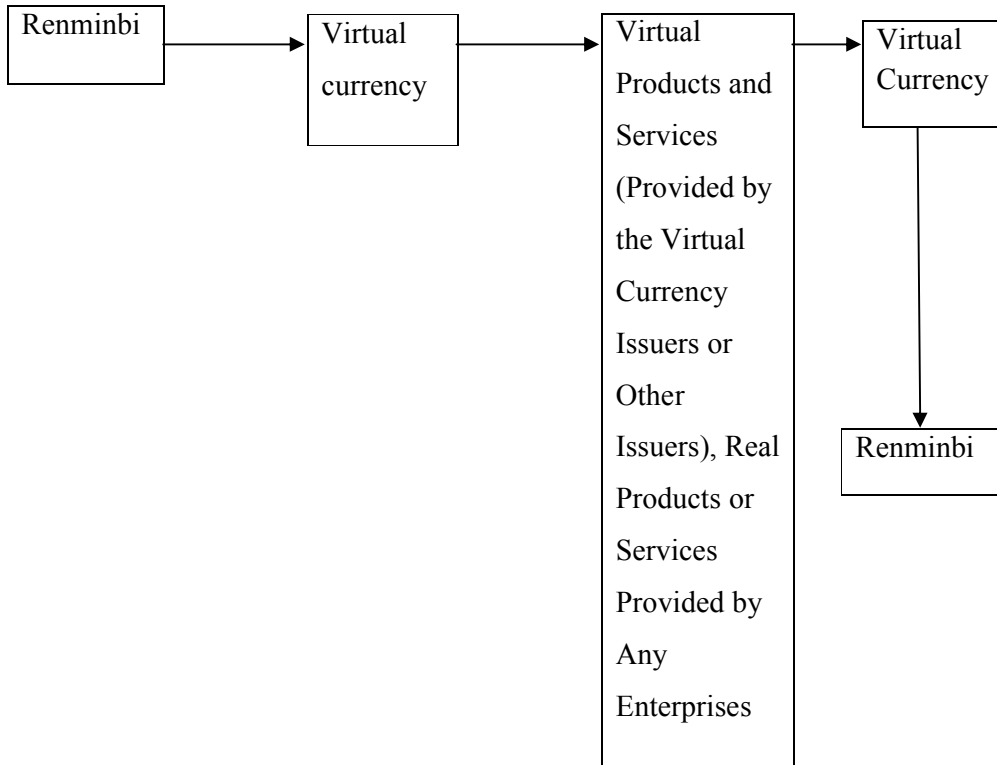 Renminbi
Virtual
currency
Virtual
Products and
Services
(Provided by
the Virtual
Currency
Issuers or
Other
Issuers), Real
Products or
Services
Provided by
Any
Enterprises
Virtual
Currency
Renminbi